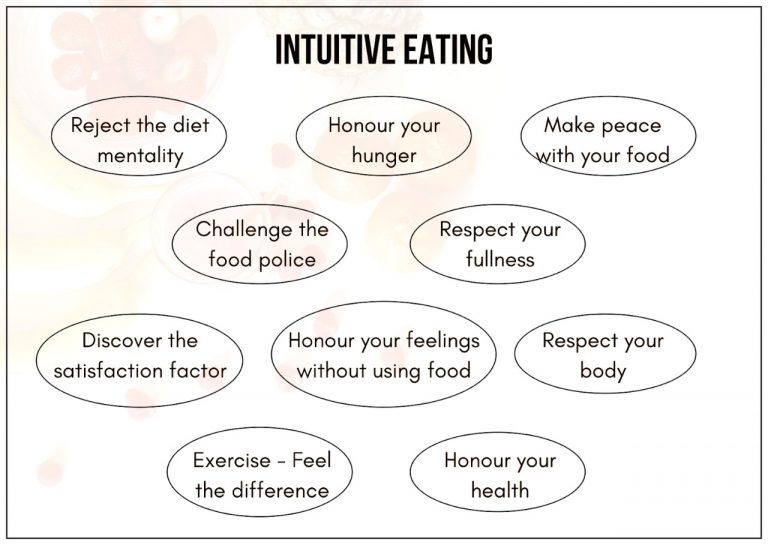 INTUITIVE EATING
Reject the diet
mentality
Honour your
hunger
Make peace
with your food
Challenge the
food police
Respect your
fullness
Discover the
satisfaction factor
Honour your feelings
without using food
Respect your
body
Exercise - Feel
the difference
Honour your
health